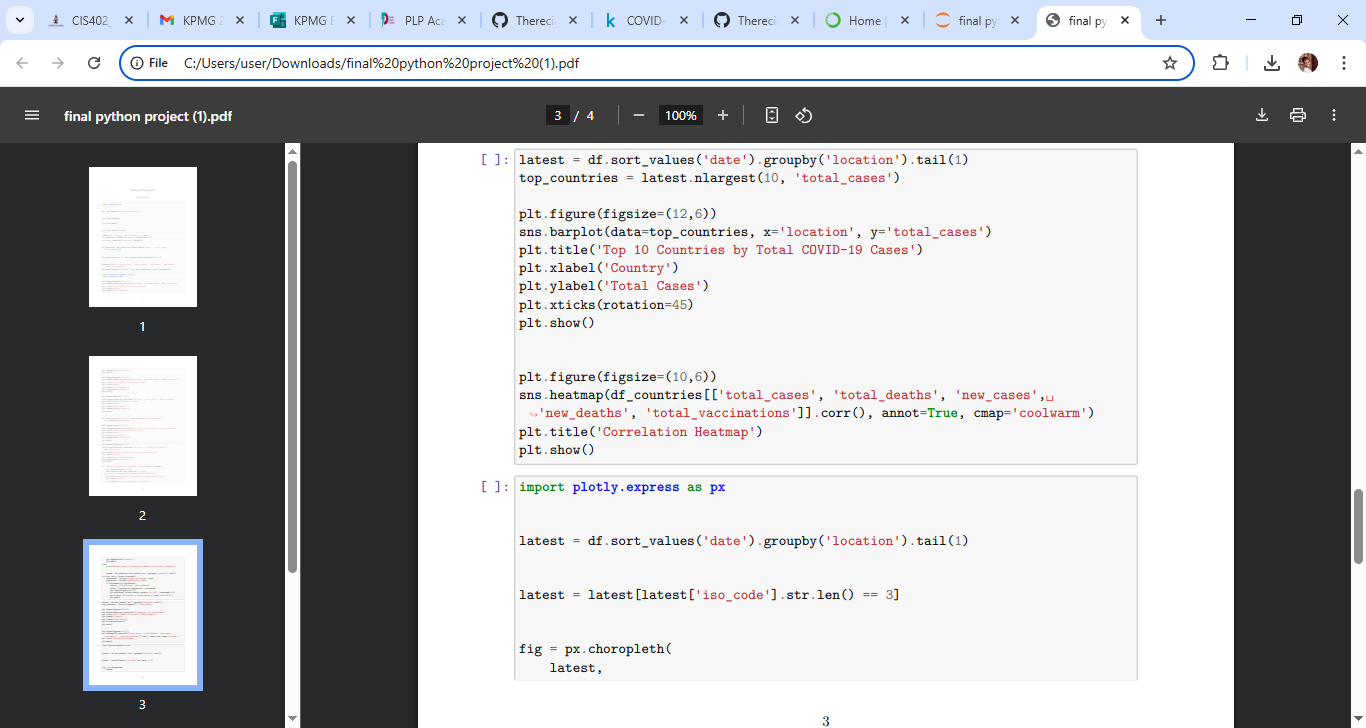 CIS402_
KPMG 2
KPMG E
PLP Aca
Therecia
COVID-
Therecia
Home |
final py
final py
File
C:/Users/user/Downloads/final%20python%20project%20(1).pdf
final python project (1).pdf
3 / 4
100%
1
2
3
[ ]: latest = df.sort_values('date').groupby('location').tail(1)
top_countries = latest.nlargest(10, 'total_cases')
plt.figure(figsize=(12,6))
sns.barplot(data=top_countries, x='location', y='total_cases')
plt.title('Top 10 Countries by Total COVID-19 Cases')
plt.xlabel('Country')
plt.ylabel('Total Cases')
plt.xticks(rotation=45)
plt.show()
plt.figure(figsize=(10,6))
sns.heatmap(df_countries[['total_cases', 'total_deaths', 'new_cases',␣
↪'new_deaths', 'total_vaccinations']].corr(), annot=True, cmap='coolwarm')
plt.title('Correlation Heatmap')
plt.show()
[ ]: import plotly.express as px
latest = df.sort_values('date').groupby('location').tail(1)
latest = latest[latest['iso_code'].str.len() == 3]
fig = px.choropleth(
latest,
3